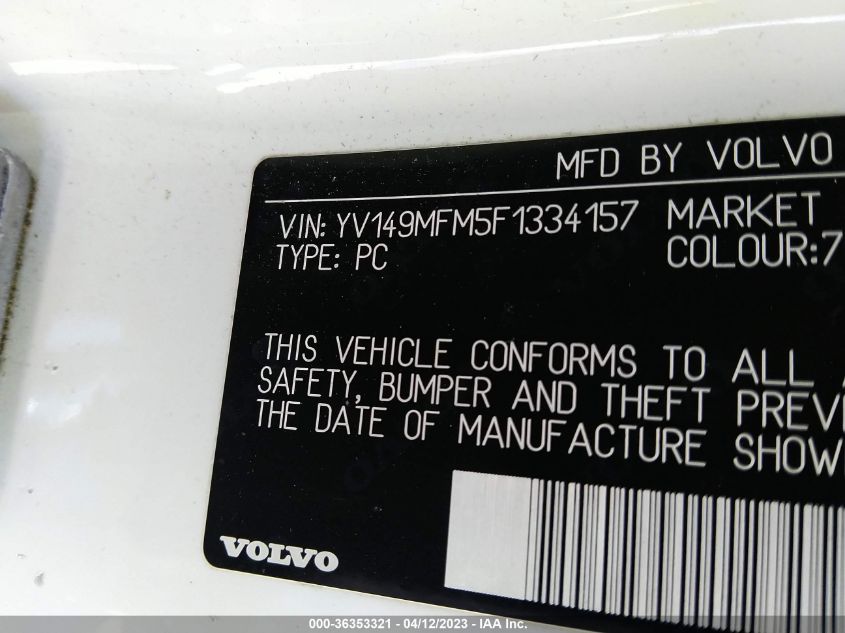 MFD BY VOLVO
VIN: YV149MFM5F1334157 MARKET
TYPE: PC COLOUR:7
THIS VEHICLE CONFORMS TO ALL
SAFETY, BUMPER AND THEFT PREV
THE DATE OF MANUFACTURE SHOW
VOLVO
000-36353321 - 04/12/2023 - IAA Inc.